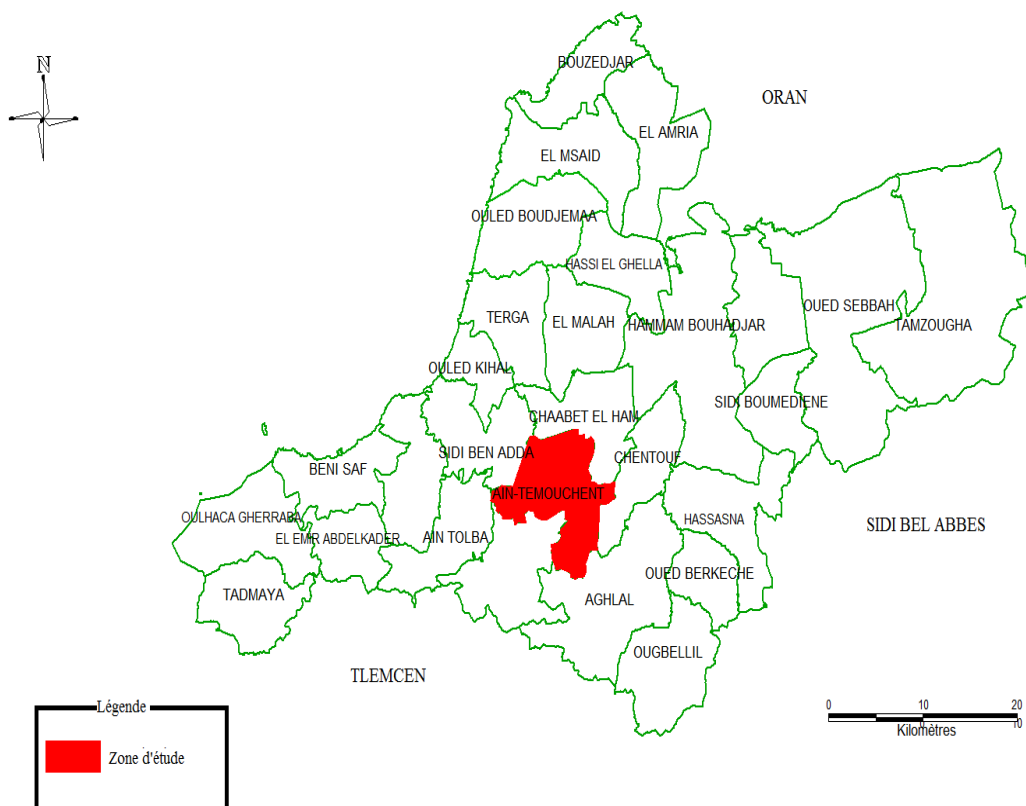 N
BOUZEDJAR
ORAN
EL AMRIA
EL MSAID
OULED BOUDJEMAA
HASSI EL GHELLA
OUED SEBBAH
TERGA
EL MALAH
HAMMAM BOUHADJAR
TAMZOUGHA
OULED KIHAL
SIDI BOUMEDIENE
CHAABET EL HAM
SIDI BEN ADDA
CHENTOUF
BENI SAF
AIN-TEMOUCHENT
OULHACA GHERRABA
HASSASNA
SIDI BEL ABBES
EL EMIR ABDELKADER
AIN TOLBA
OUED BERKECHE
TADMAYA
AGHLAL
OUGBELLIL
TLEMCEN
Légende
Zone d'étude
0 10 20
0 10
Kilomètres